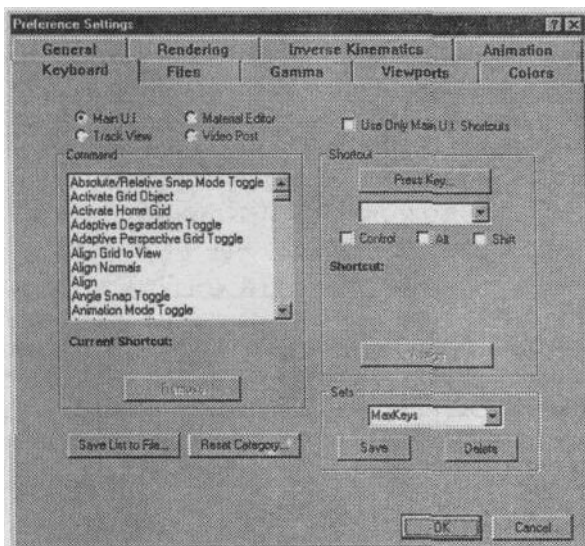 Preference Settings
General Rendering Inverse Kinematics Animation
Keyboard Files Gamma Viewports Colors
Main U.I. Material Editor
Track View Video Post
Use Only Main U.I. Shortcuts
Command
Absolute/Relative Snap Mode Toggle
Activate Grid Object
Activate Home Grid
Adaptive Degradation Toggle
Adaptive Perspective Grid Toggle
Align Grid to View
Align Normals
Align
Angle Snap Toggle
Animation Mode Toggle
Current Shortcut:
Remove
Save List to File... Reset Category...
Shortcut
Press Key...
Control Alt Shift
Shortcut:
Assign
Sets
MaxKeys
Save Delete
OK Cancel